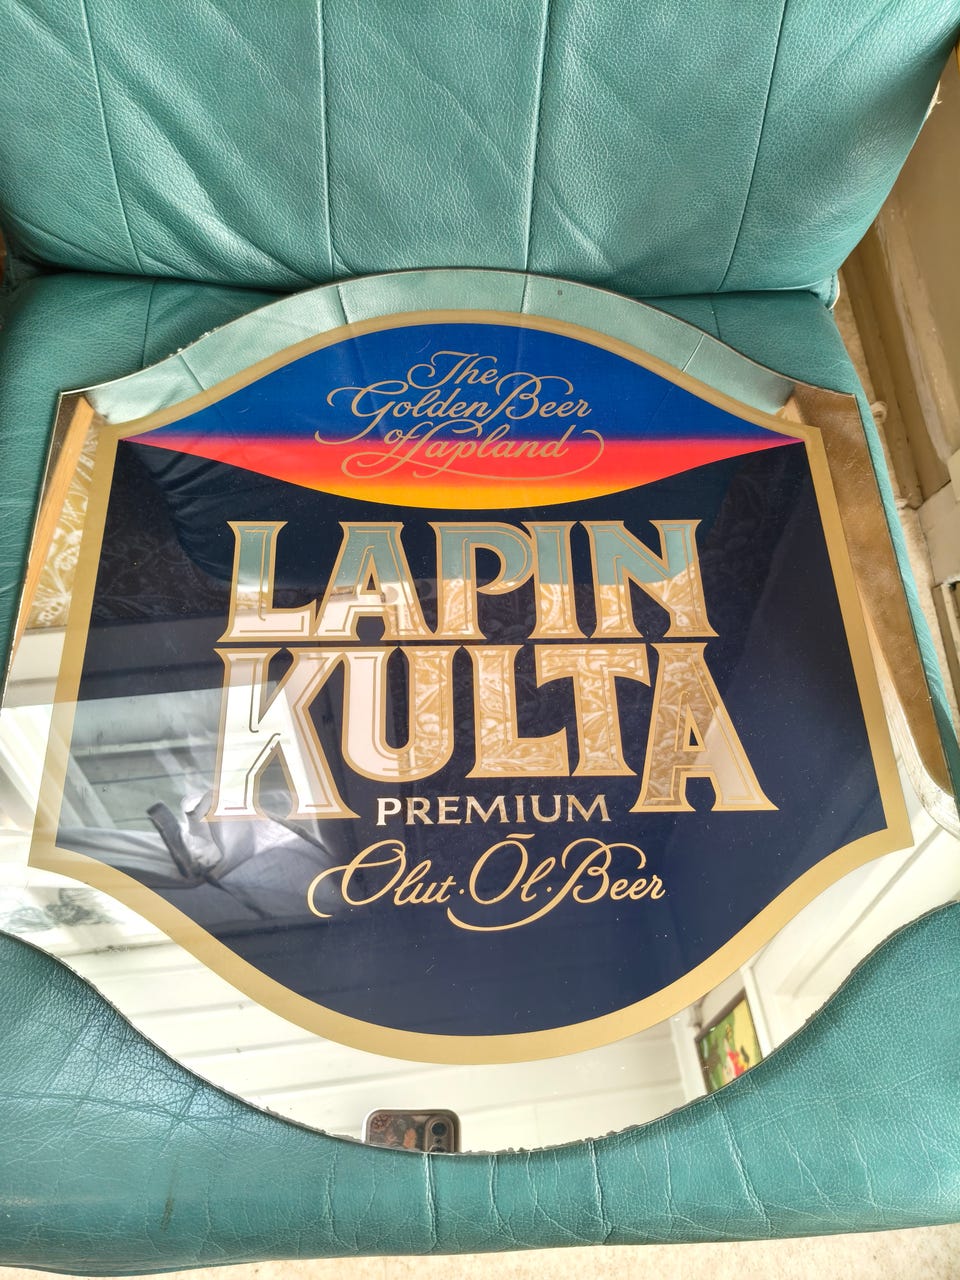 The
Golden Beer
of Lapland
LAPIN
KULTA
PREMIUM
Olut·Öl·Beer